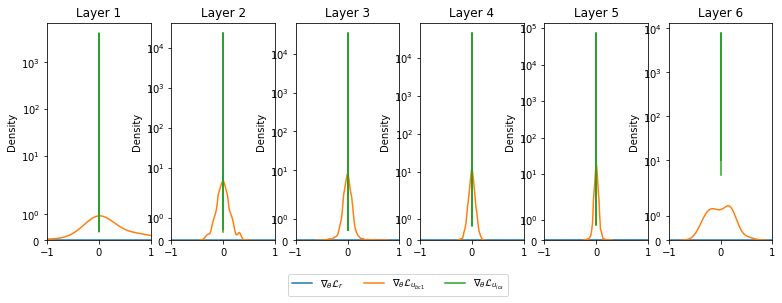 Layer 1 Layer 2 Layer 3 Layer 4 Layer 5 Layer 6
Density 10³ 10² 10¹ 10⁰ 0 −1 0 1
Density 10⁴ 10³ 10² 10¹ 10⁰ 0 −1 0 1
Density 10⁴ 10³ 10² 10¹ 10⁰ 0 −1 0 1
Density 10⁴ 10³ 10² 10¹ 10⁰ 0 −1 0 1
Density 10⁵ 10⁴ 10³ 10² 10¹ 10⁰ 0 −1 0 1
Density 10⁴ 10³ 10² 10¹ 10⁰ 0 −1 0 1
∇θℒr ∇θℒu_bc1 ∇θℒu_ics